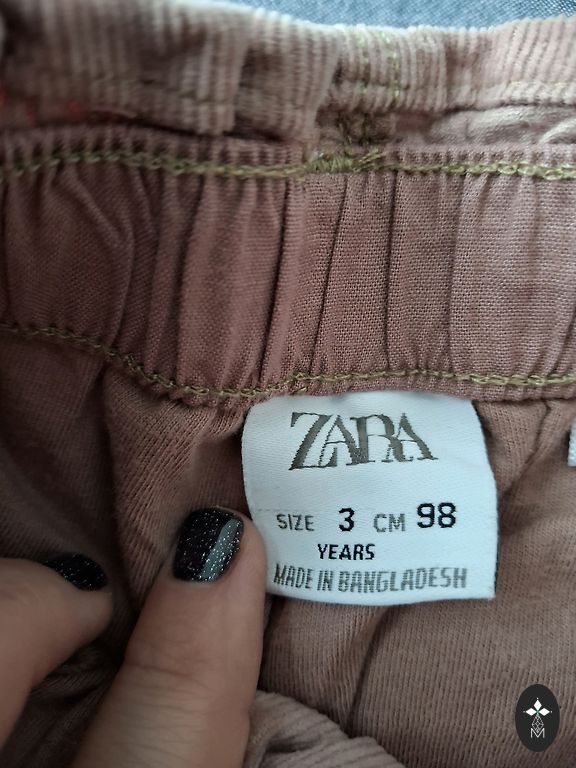 ZARA
SIZE 3 CM 98
YEARS
MADE IN BANGLADESH
M